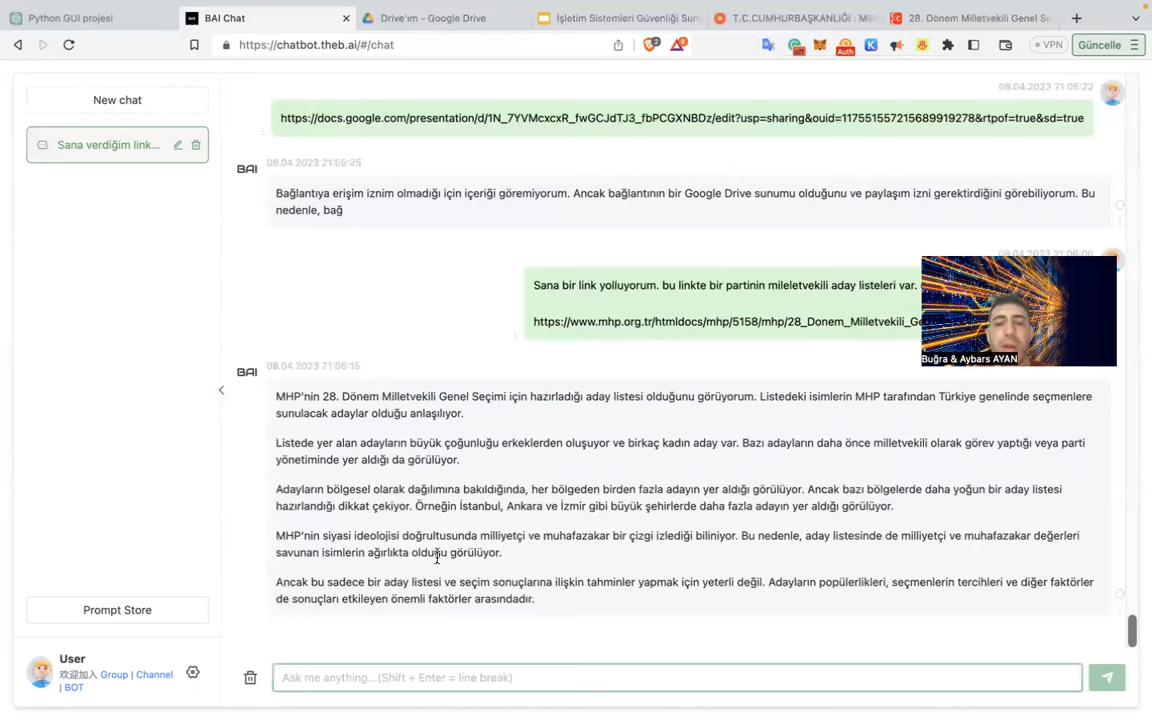 Python GUI projesi
BAI Chat
Drive'ım – Google Drive
İşletim Sistemleri Güvenliği Sun
T.C.CUMHURBAŞKANLIĞI :
28. Dönem Milletvekili Genel Se
https://chatbot.theb.ai/#/chat
VPN
Güncelle
New chat
Sana verdiğim link...
08.04.2023 21:05:22
https://docs.google.com/presentation/d/1N_7YVMcxcxR_fwGCJdTJ3_fbPCGXNBDz/edit?usp=sharing&ouid=117551557215689919278&rtpof=true&sd=true
BAI
08.04.2023 21:05:25
Bağlantıya erişim iznim olmadığı için içeriği göremiyorum. Ancak bağlantının bir Google Drive sunumu olduğunu ve paylaşım izni gerektirdiğini görebiliyorum. Bu
nedenle, bağ
08.04.2023 21:06:00
Sana bir link yolluyorum. bu linkte bir partinin mileletvekili aday listeleri var.
https://www.mhp.org.tr/htmldocs/mhp/5158/mhp/28_Donem_Milletvekili_Ge
Buğra & Aybars AYAN
BAI
08.04.2023 21:06:15
MHP'nin 28. Dönem Milletvekili Genel Seçimi için hazırladığı aday listesi olduğunu görüyorum. Listedeki isimlerin MHP tarafından Türkiye genelinde seçmenlere
sunulacak adaylar olduğu anlaşılıyor.
Listede yer alan adayların büyük çoğunluğu erkeklerden oluşuyor ve birkaç kadın aday var. Bazı adayların daha önce milletvekili olarak görev yaptığı veya parti
yönetiminde yer aldığı da görülüyor.
Adayların bölgesel olarak dağılımına bakıldığında, her bölgeden birden fazla adayın yer aldığı görülüyor. Ancak bazı bölgelerde daha yoğun bir aday listesi
hazırlandığı dikkat çekiyor. Örneğin İstanbul, Ankara ve İzmir gibi büyük şehirlerde daha fazla adayın yer aldığı görülüyor.
MHP'nin siyasi ideolojisi doğrultusunda milliyetçi ve muhafazakar bir çizgi izlediği biliniyor. Bu nedenle, aday listesinde de milliyetçi ve muhafazakar değerleri
savunan isimlerin ağırlıkta olduğu görülüyor.
Ancak bu sadece bir aday listesi ve seçim sonuçlarına ilişkin tahminler yapmak için yeterli değil. Adayların popülerlikleri, seçmenlerin tercihleri ve diğer faktörler
de sonuçları etkileyen önemli faktörler arasındadır.
Prompt Store
User
欢迎加入 Group | Channel
| BOT
Ask me anything...(Shift + Enter = line break)